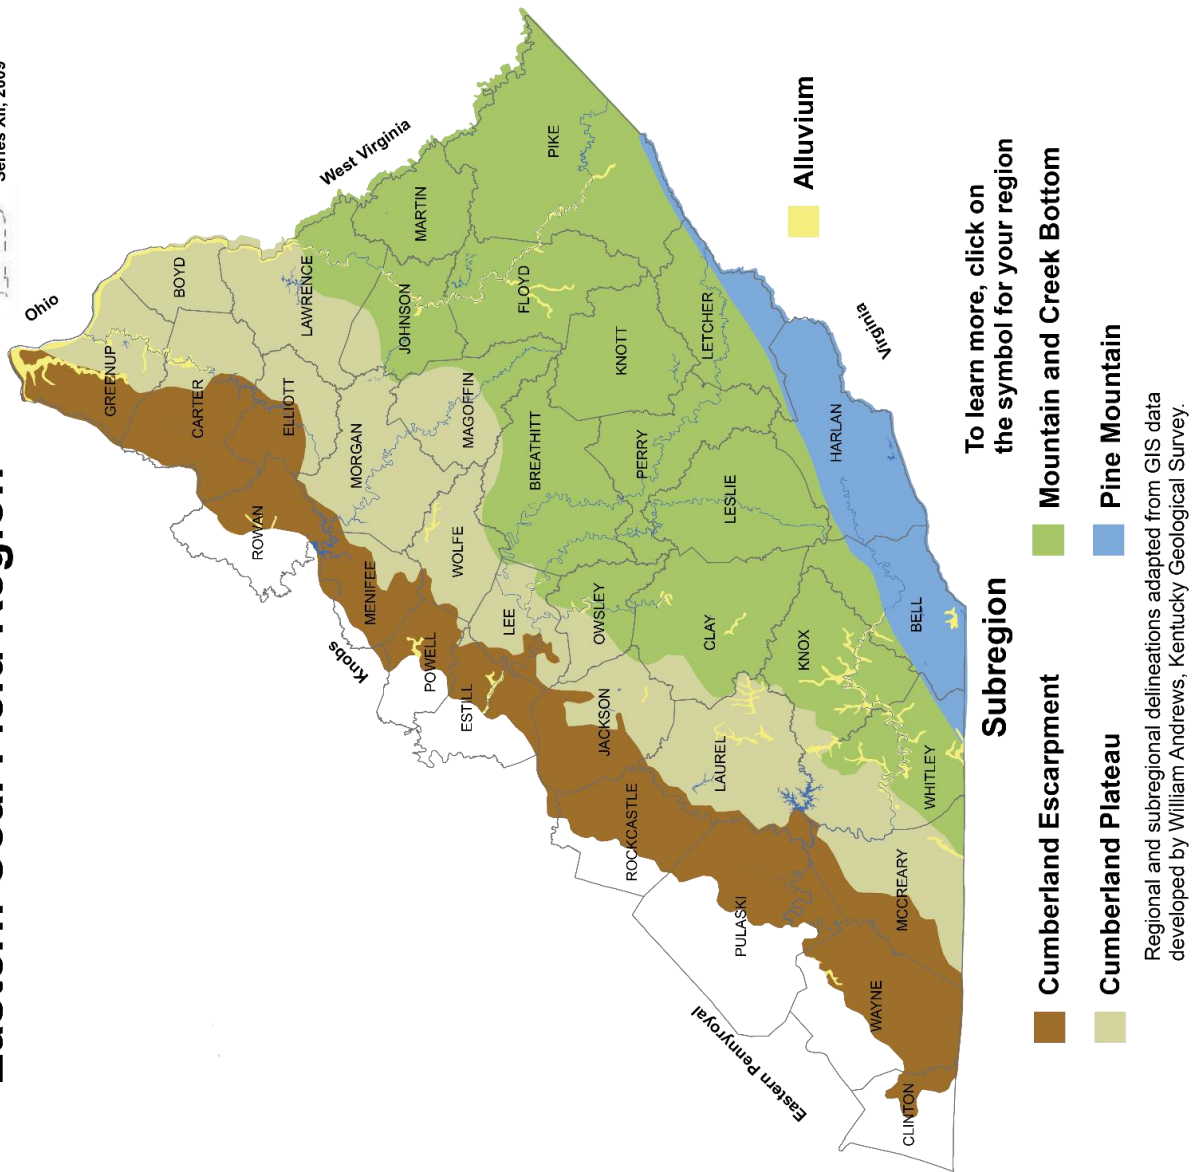 Eastern Coal Field Region
Series XII, 2009
Ohio
West Virginia
Virginia
Knobs
Eastern Pennyroyal
GREENUP
BOYD
CARTER
LAWRENCE
ELLIOTT
ROWAN
MORGAN
JOHNSON
MARTIN
MENIFEE
MAGOFFIN
FLOYD
PIKE
POWELL
WOLFE
BREATHITT
KNOTT
ESTILL
LEE
OWSLEY
PERRY
LETCHER
JACKSON
CLAY
LESLIE
HARLAN
ROCKCASTLE
LAUREL
KNOX
BELL
PULASKI
WHITLEY
MCCREARY
WAYNE
CLINTON
Alluvium
To learn more, click on
the symbol for your region
Subregion
Cumberland Escarpment
Mountain and Creek Bottom
Cumberland Plateau
Pine Mountain
Regional and subregional delineations adapted from GIS data
developed by William Andrews, Kentucky Geological Survey.